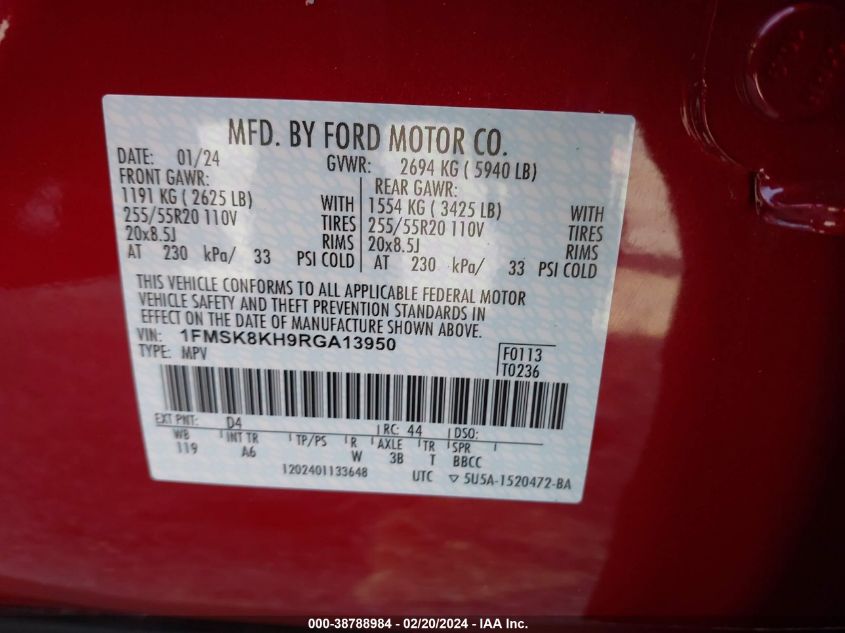 MFD. BY FORD MOTOR CO.
DATE: 01/24 GVWR: 2694 KG ( 5940 LB)
FRONT GAWR: REAR GAWR:
1191 KG ( 2625 LB) WITH 1554 KG ( 3425 LB) WITH
255/55R20 110V TIRES 255/55R20 110V TIRES
20x8.5J RIMS 20x8.5J RIMS
AT 230 kPa/ 33 PSI COLD AT 230 kPa/ 33 PSI COLD
THIS VEHICLE CONFORMS TO ALL APPLICABLE FEDERAL MOTOR
VEHICLE SAFETY AND THEFT PREVENTION STANDARDS IN
EFFECT ON THE DATE OF MANUFACTURE SHOWN ABOVE.
VIN: 1FMSK8KH9RGA13950
TYPE: MPV
F0113
T0236
EXT PNT: D4 RC: 44 DSO:
WB INT TR TP/PS R AXLE TR SPR
119 A6 W 3B T BBCC
1202401133648 UTC ▽ 5U5A-1520472-BA
000-38788984 / 02/20/2024 - IAA Inc.